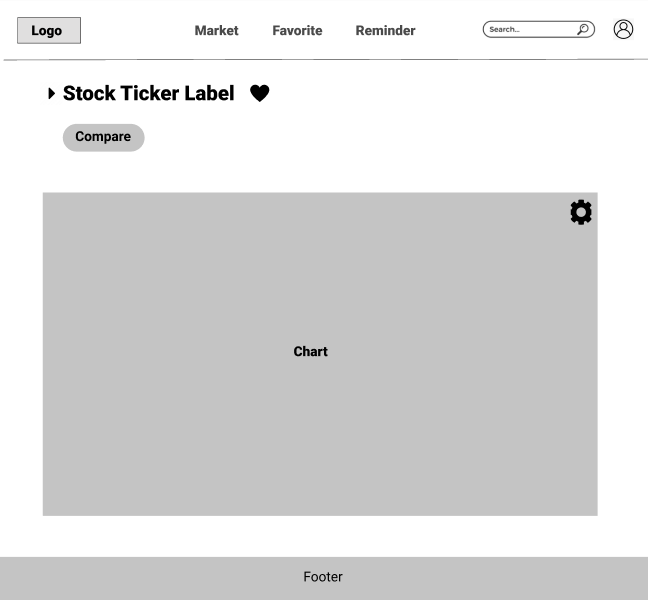 Logo
Market
Favorite
Reminder
Search...
Stock Ticker Label
Compare
Chart
Footer